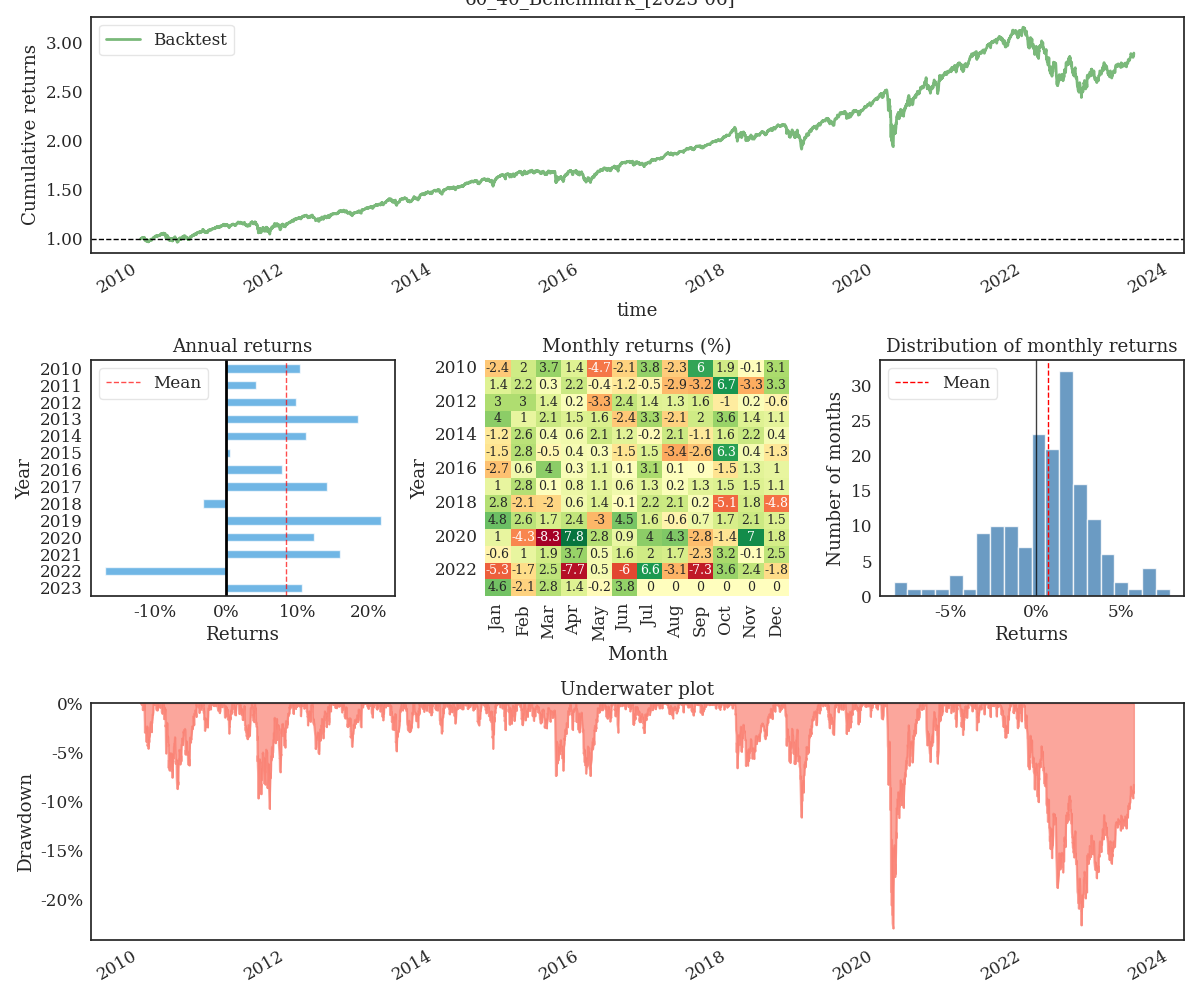 60_40_Benchmark_[2023-06]
Cumulative returns
3.00
2.50
2.00
1.50
1.00
Backtest
2010 2012 2014 2016 2018 2020 2022 2024
time
Annual returns
Year
2010
2011
2012
2013
2014
2015
2016
2017
2018
2019
2020
2021
2022
2023
Mean
-10% 0% 10% 20%
Returns
Monthly returns (%)
Year
2010 -2.4 2 3.7 1.4 -4.7 -2.1 3.8 -2.3 6 1.9 -0.1 3.1
1.4 2.2 0.3 2.2 -0.4 -1.2 -0.5 -2.9 -3.2 6.7 -3.3 3.3
2012 3 3 1.4 0.2 -3.3 2.4 1.4 1.3 1.6 -1 0.2 -0.6
4 1 2.1 1.5 1.6 -2.4 3.3 -2.1 2 3.6 1.4 1.1
2014 -1.2 2.6 0.4 0.6 2.1 1.2 -0.2 2.1 -1.1 1.6 2.2 0.4
-1.5 2.8 -0.5 0.4 0.3 -1.5 1.5 -3.4 -2.6 6.3 0.4 -1.3
2016 -2.7 0.6 4 0.3 1.1 0.1 3.1 0.1 0 -1.5 1.3 1
1 2.8 0.1 0.8 1.1 0.6 1.3 0.2 1.3 1.5 1.5 1.1
2018 2.8 -2.1 -2 0.6 1.4 -0.1 2.2 2.1 0.2 -5.1 1.8 -4.8
4.8 2.6 1.7 2.4 -3 4.5 1.6 -0.6 0.7 1.7 2.1 1.5
2020 1 -4.3 -8.3 7.8 2.8 0.9 4 4.3 -2.8 -1.4 7 1.8
-0.6 1 1.9 3.7 0.5 1.6 2 1.7 -2.3 3.2 -0.1 2.5
2022 -5.3 -1.7 2.5 -7.7 0.5 -6 6.6 -3.1 -7.3 3.6 2.4 -1.8
4.6 -2.1 2.8 1.4 -0.2 3.8 0 0 0 0 0 0
Jan Feb Mar Apr May Jun Jul Aug Sep Oct Nov Dec
Month
Distribution of monthly returns
Number of months
30
25
20
15
10
5
0
Mean
-5% 0% 5%
Returns
Underwater plot
Drawdown
0%
-5%
-10%
-15%
-20%
2010 2012 2014 2016 2018 2020 2022 2024